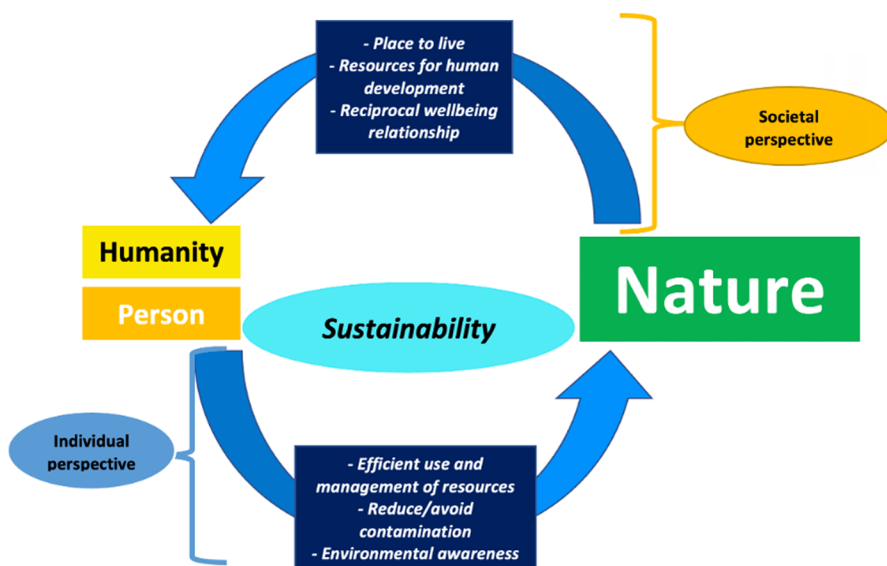 - Place to live
- Resources for human
development
- Reciprocal wellbeing
relationship
Societal
perspective
Humanity
Person
Sustainability
Nature
Individual
perspective
- Efficient use and
management of resources
- Reduce/avoid
contamination
- Environmental awareness